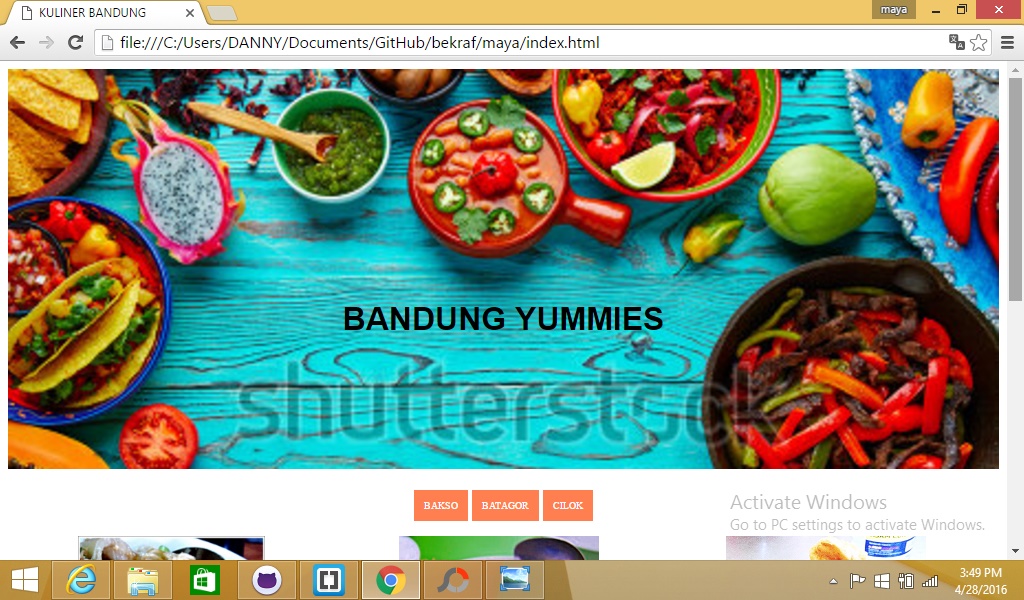 KULINER BANDUNG
maya
file:///C:/Users/DANNY/Documents/GitHub/bekraf/maya/index.html
BANDUNG YUMMIES
shutterstock
BAKSO BATAGOR CILOK
Activate Windows
Go to PC settings to activate Windows.
3:49 PM
4/28/2016